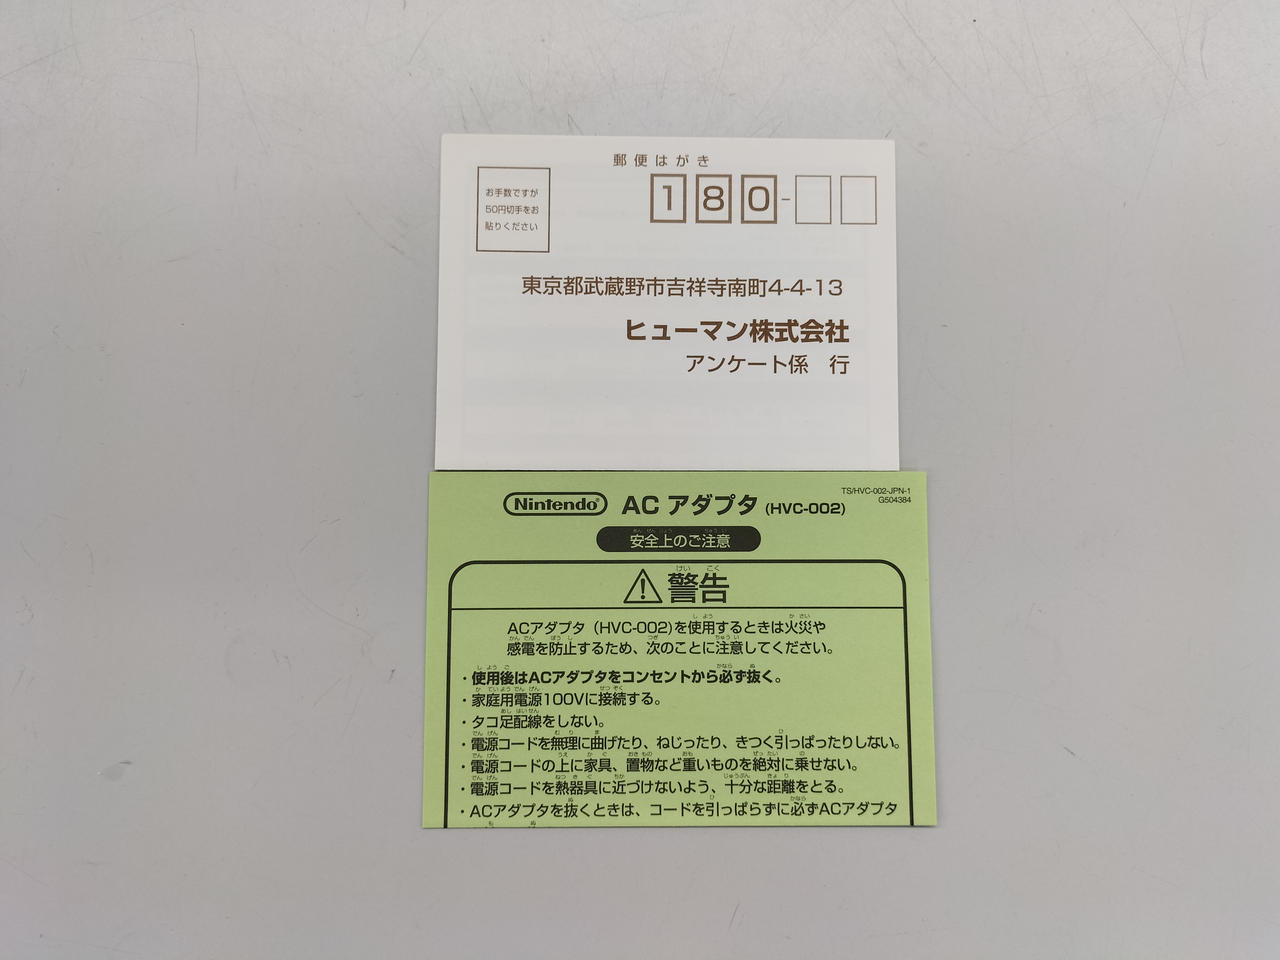 郵便はがき
お手数ですが
50円切手をお
貼りください
180-
東京都武蔵野市吉祥寺南町4-4-13
ヒューマン株式会社
アンケート係 行
TS/HVC-002-JPN-1
G504384
Nintendo® AC アダプタ (HVC-002)
安全上のご注意
⚠警告
ACアダプタ(HVC-002)を使用するときは火災や
感電を防止するため、次のことに注意してください。
・使用後はACアダプタをコンセントから必ず抜く。
・家庭用電源100Vに接続する。
・タコ足配線をしない。
・電源コードを無理に曲げたり、ねじったり、きつく引っぱったりしない。
・電源コードの上に家具、置物など重いものを絶対に乗せない。
・電源コードを熱器具に近づけないよう、十分な距離をとる。
・ACアダプタを抜くときは、コードを引っぱらずに必ずACアダプタ